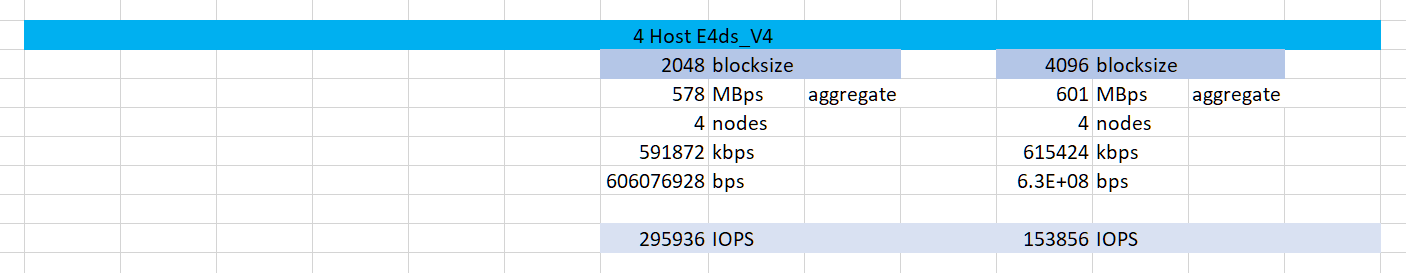 4 Host E4ds_V4
2048 blocksize 4096 blocksize
578 MBps aggregate 601 MBps aggregate
4 nodes 4 nodes
591872 kbps 615424 kbps
606076928 bps 6.3E+08 bps
295936 IOPS 153856 IOPS